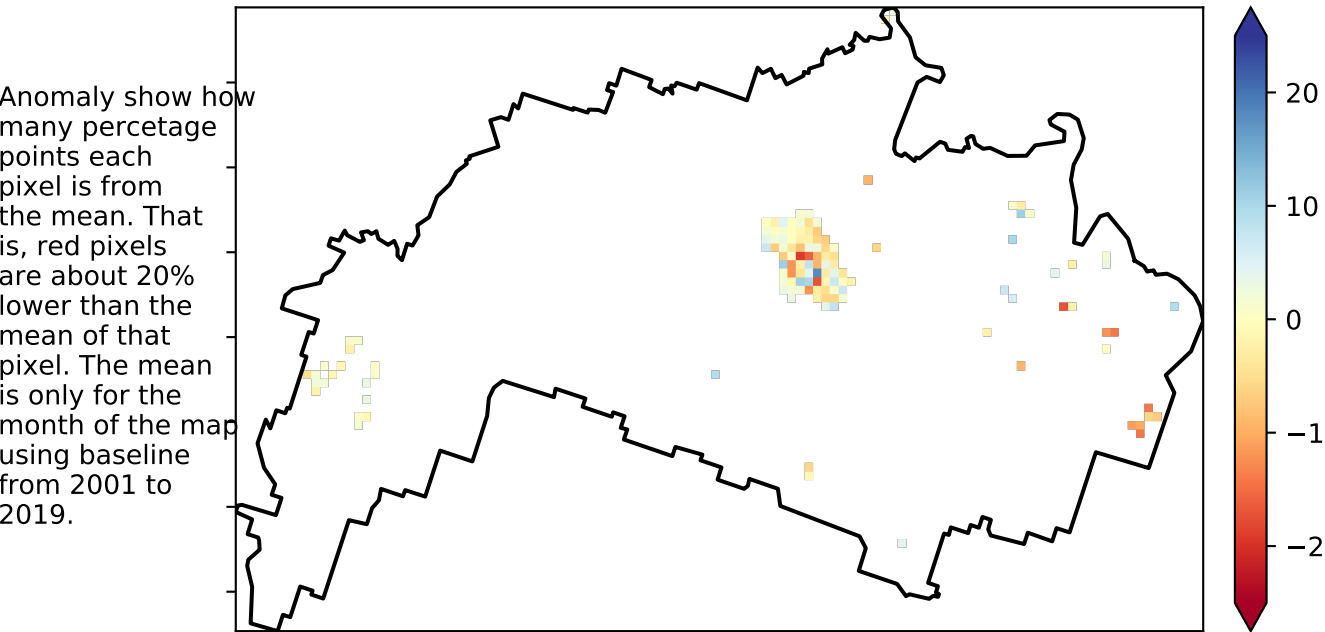 Anomaly show how
many percetage
points each
pixel is from
the mean. That
is, red pixels
are about 20%
lower than the
mean of that
pixel. The mean
is only for the
month of the map
using baseline
from 2001 to
2019.
20
10
0
−1
−2